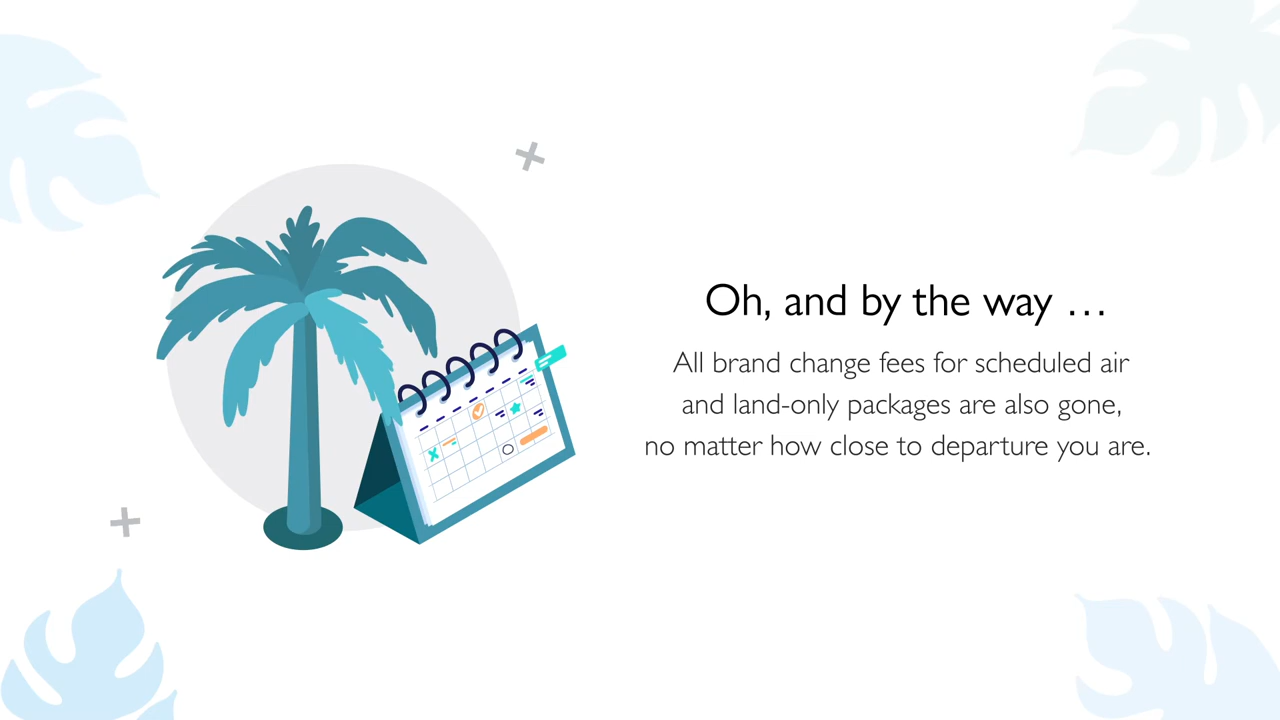 Oh, and by the way ...
All brand change fees for scheduled air
and land-only packages are also gone,
no matter how close to departure you are.